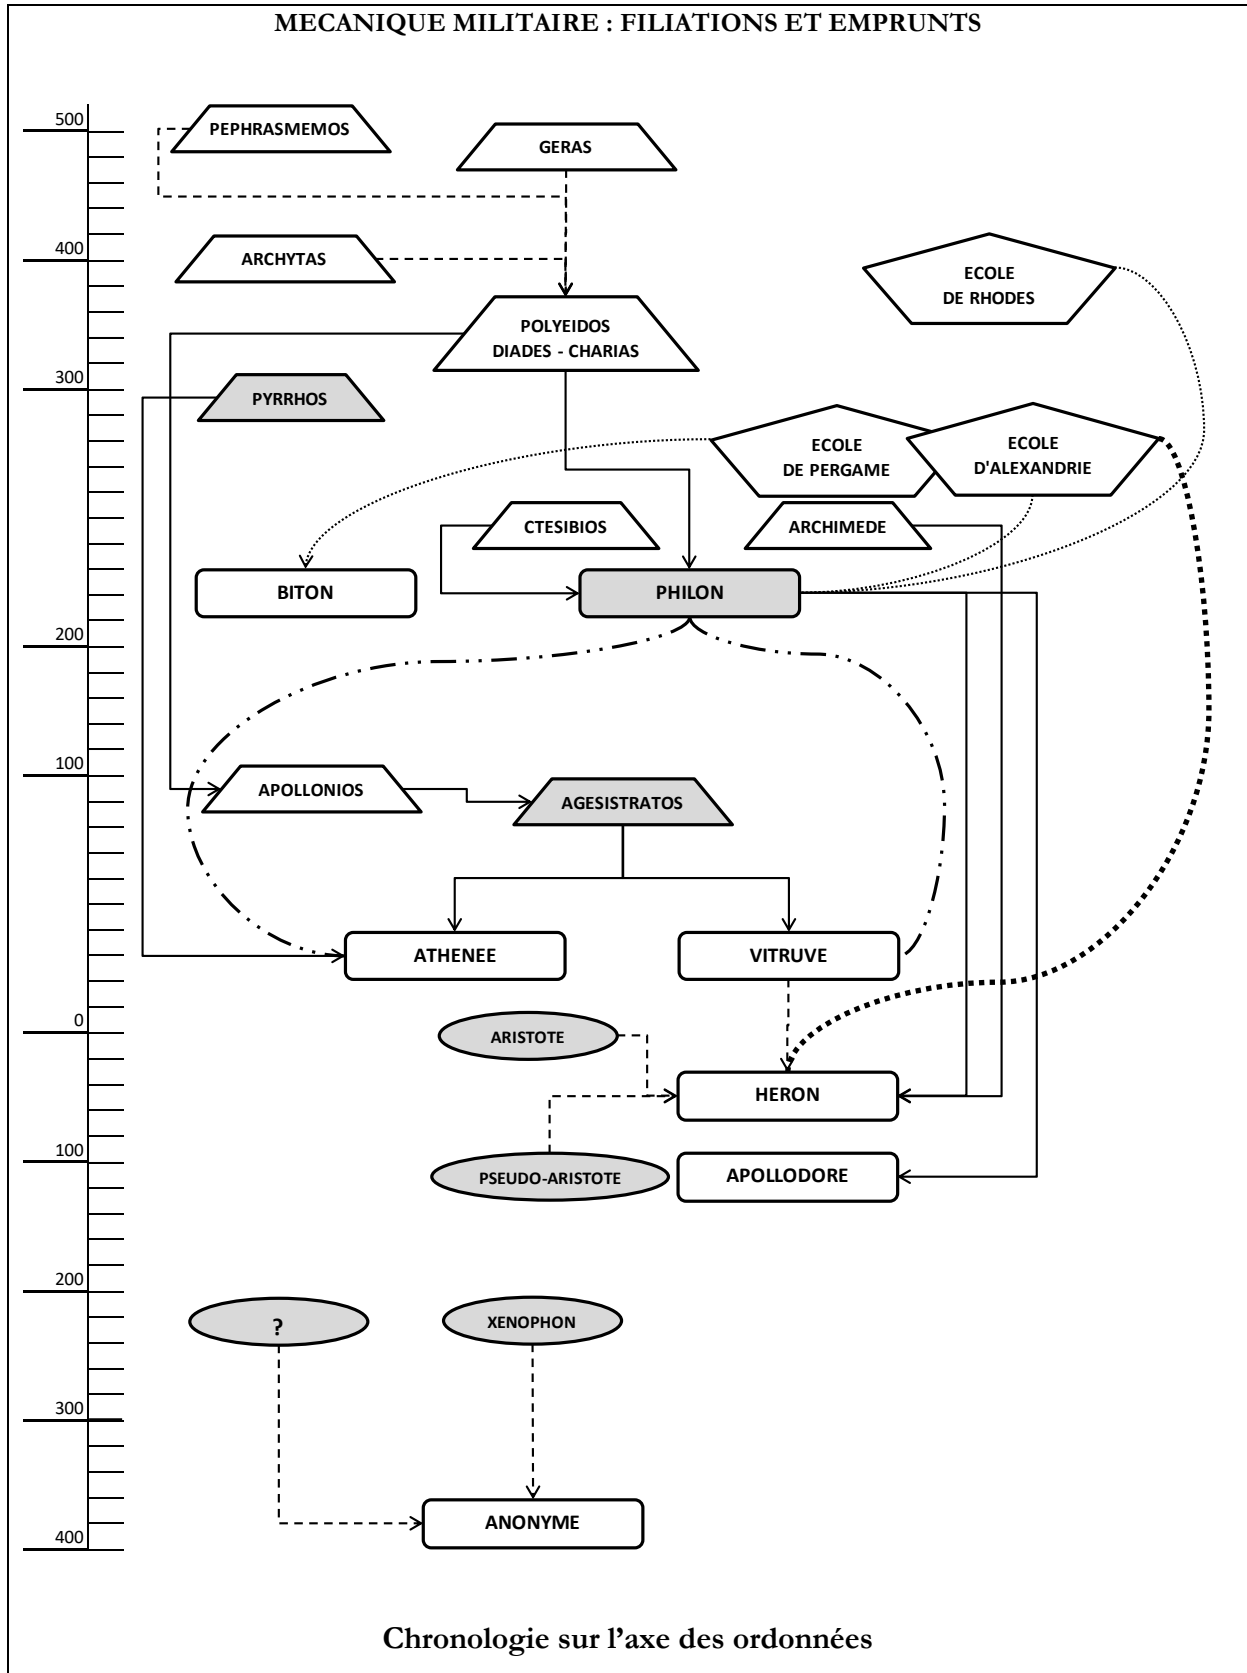 MECANIQUE MILITAIRE : FILIATIONS ET EMPRUNTS
500
PEPHRASMEMOS
GERAS
400
ARCHYTAS
ECOLE
DE RHODES
POLYEIDOS
DIADES - CHARIAS
300
PYRRHOS
ECOLE
DE PERGAME
ECOLE
D'ALEXANDRIE
CTESIBIOS
ARCHIMEDE
BITON
PHILON
200
100
APOLLONIOS
AGESISTRATOS
ATHENEE
VITRUVE
0
ARISTOTE
HERON
100
PSEUDO-ARISTOTE
APOLLODORE
200
?
XENOPHON
300
ANONYME
400
Chronologie sur l'axe des ordonnées